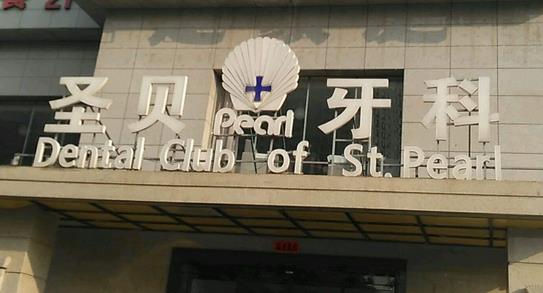 圣贝牙科
Pearl
Dental Club of St. Pearl